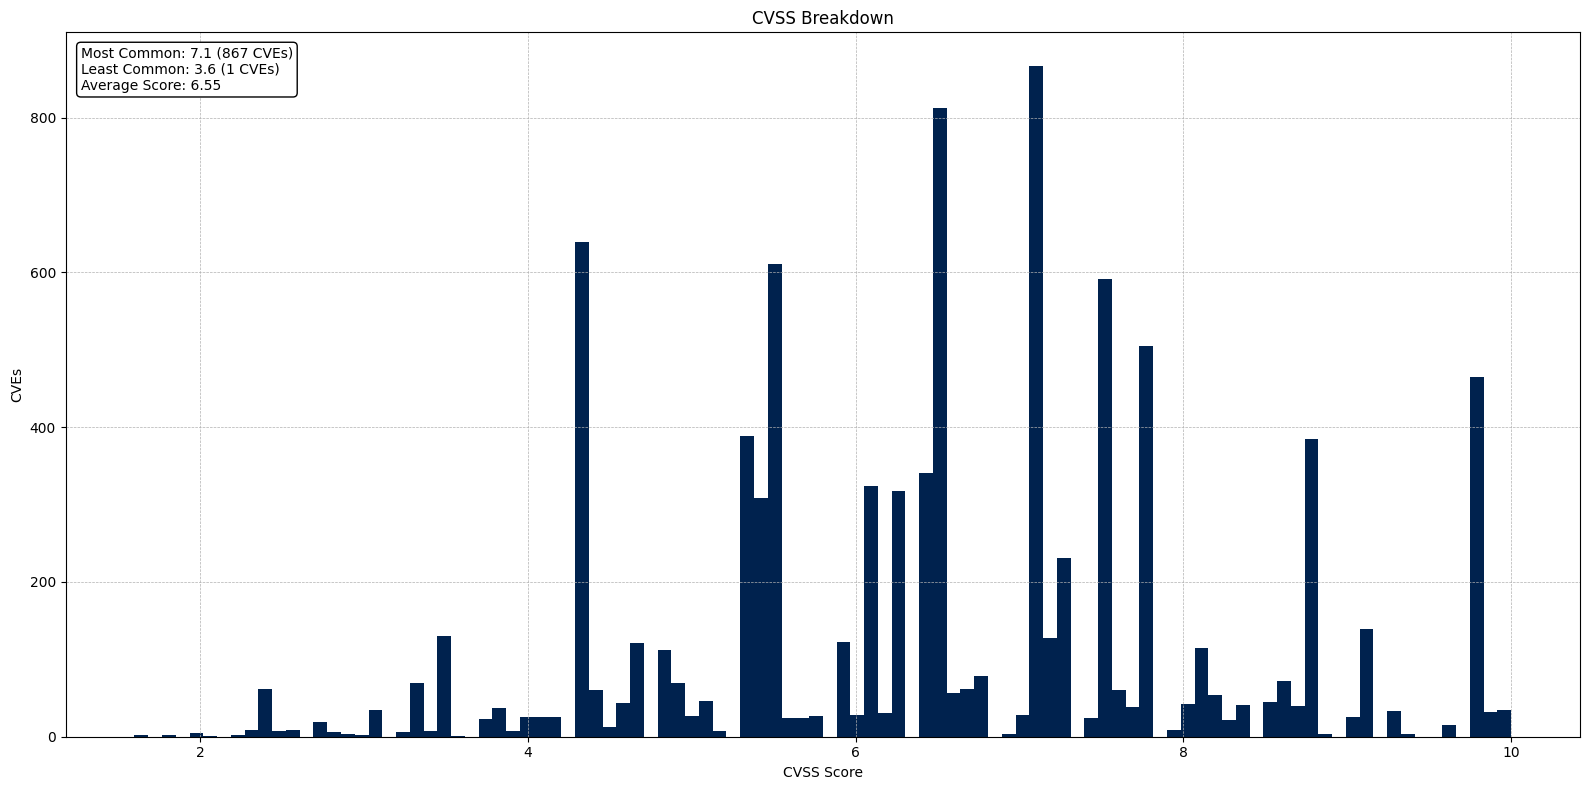 CVSS Breakdown
Most Common: 7.1 (867 CVEs)
Least Common: 3.6 (1 CVEs)
Average Score: 6.55
800
600
400
200
0
CVEs
2 4 6 8 10
CVSS Score